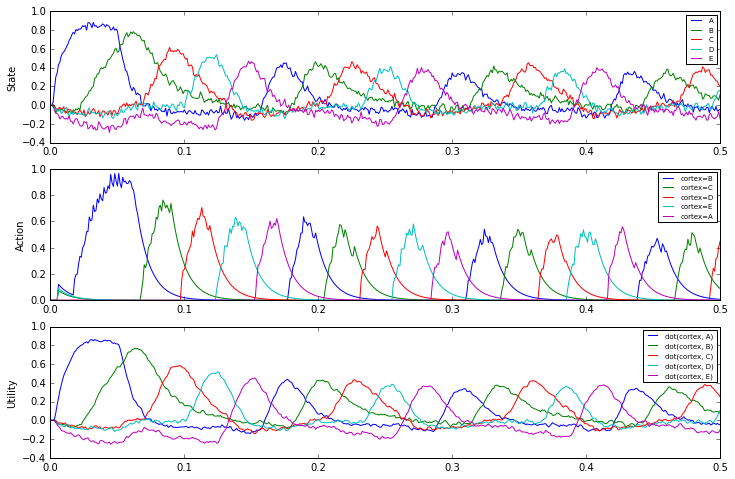 1.0
0.8
0.6
0.4
0.2
0.0
−0.2
−0.4
State
A
B
C
D
E
0.0 0.1 0.2 0.3 0.4 0.5
1.0
0.8
0.6
0.4
0.2
0.0
Action
cortex=B
cortex=C
cortex=D
cortex=E
cortex=A
0.0 0.1 0.2 0.3 0.4 0.5
1.0
0.8
0.6
0.4
0.2
0.0
−0.2
−0.4
Utility
dot(cortex, A)
dot(cortex, B)
dot(cortex, C)
dot(cortex, D)
dot(cortex, E)
0.0 0.1 0.2 0.3 0.4 0.5